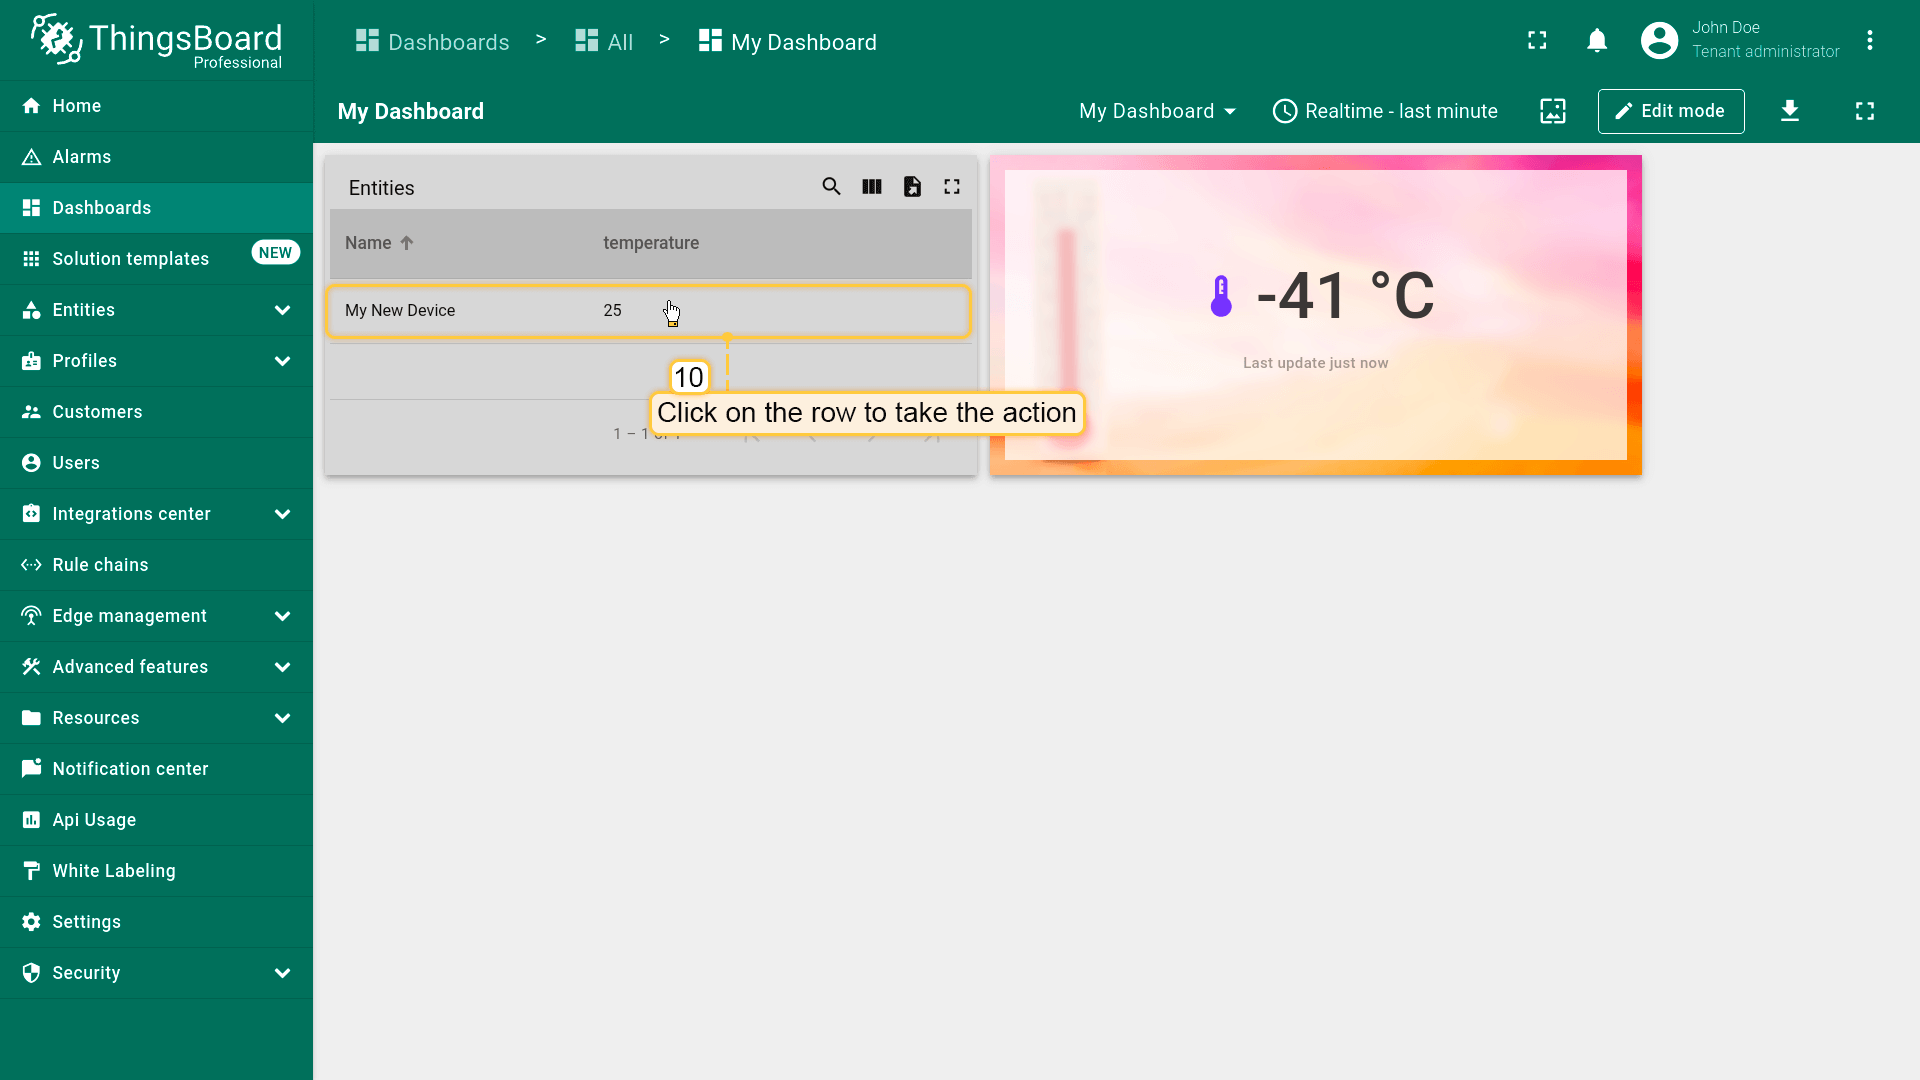 ThingsBoard
Professional
Dashboards > All > My Dashboard
John Doe
Tenant administrator
Home
Alarms
Dashboards
Solution templates NEW
Entities
Profiles
Customers
Users
Integrations center
Rule chains
Edge management
Advanced features
Resources
Notification center
Api Usage
White Labeling
Settings
Security
My Dashboard
My Dashboard
Realtime - last minute
Edit mode
Entities
Name temperature
My New Device 25
10
Click on the row to take the action
1 – 1
-41 °C
Last update just now